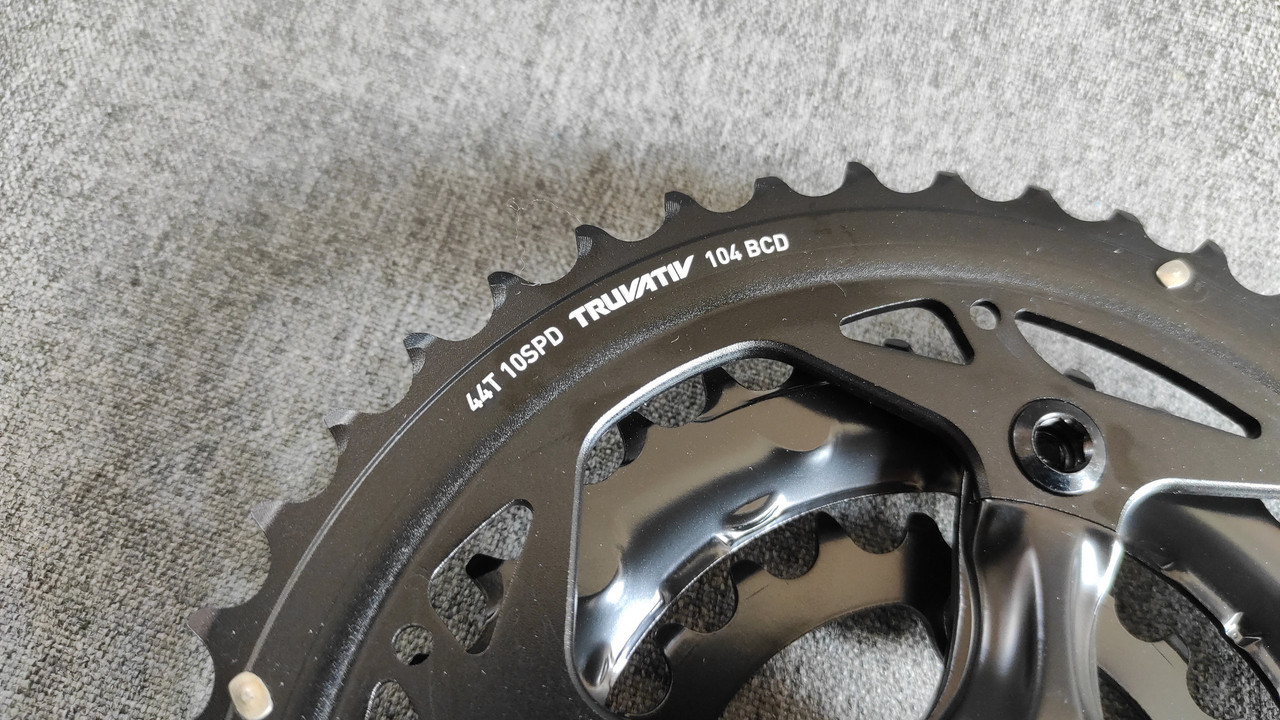 44T 10SPD TRUVATIV 104 BCD